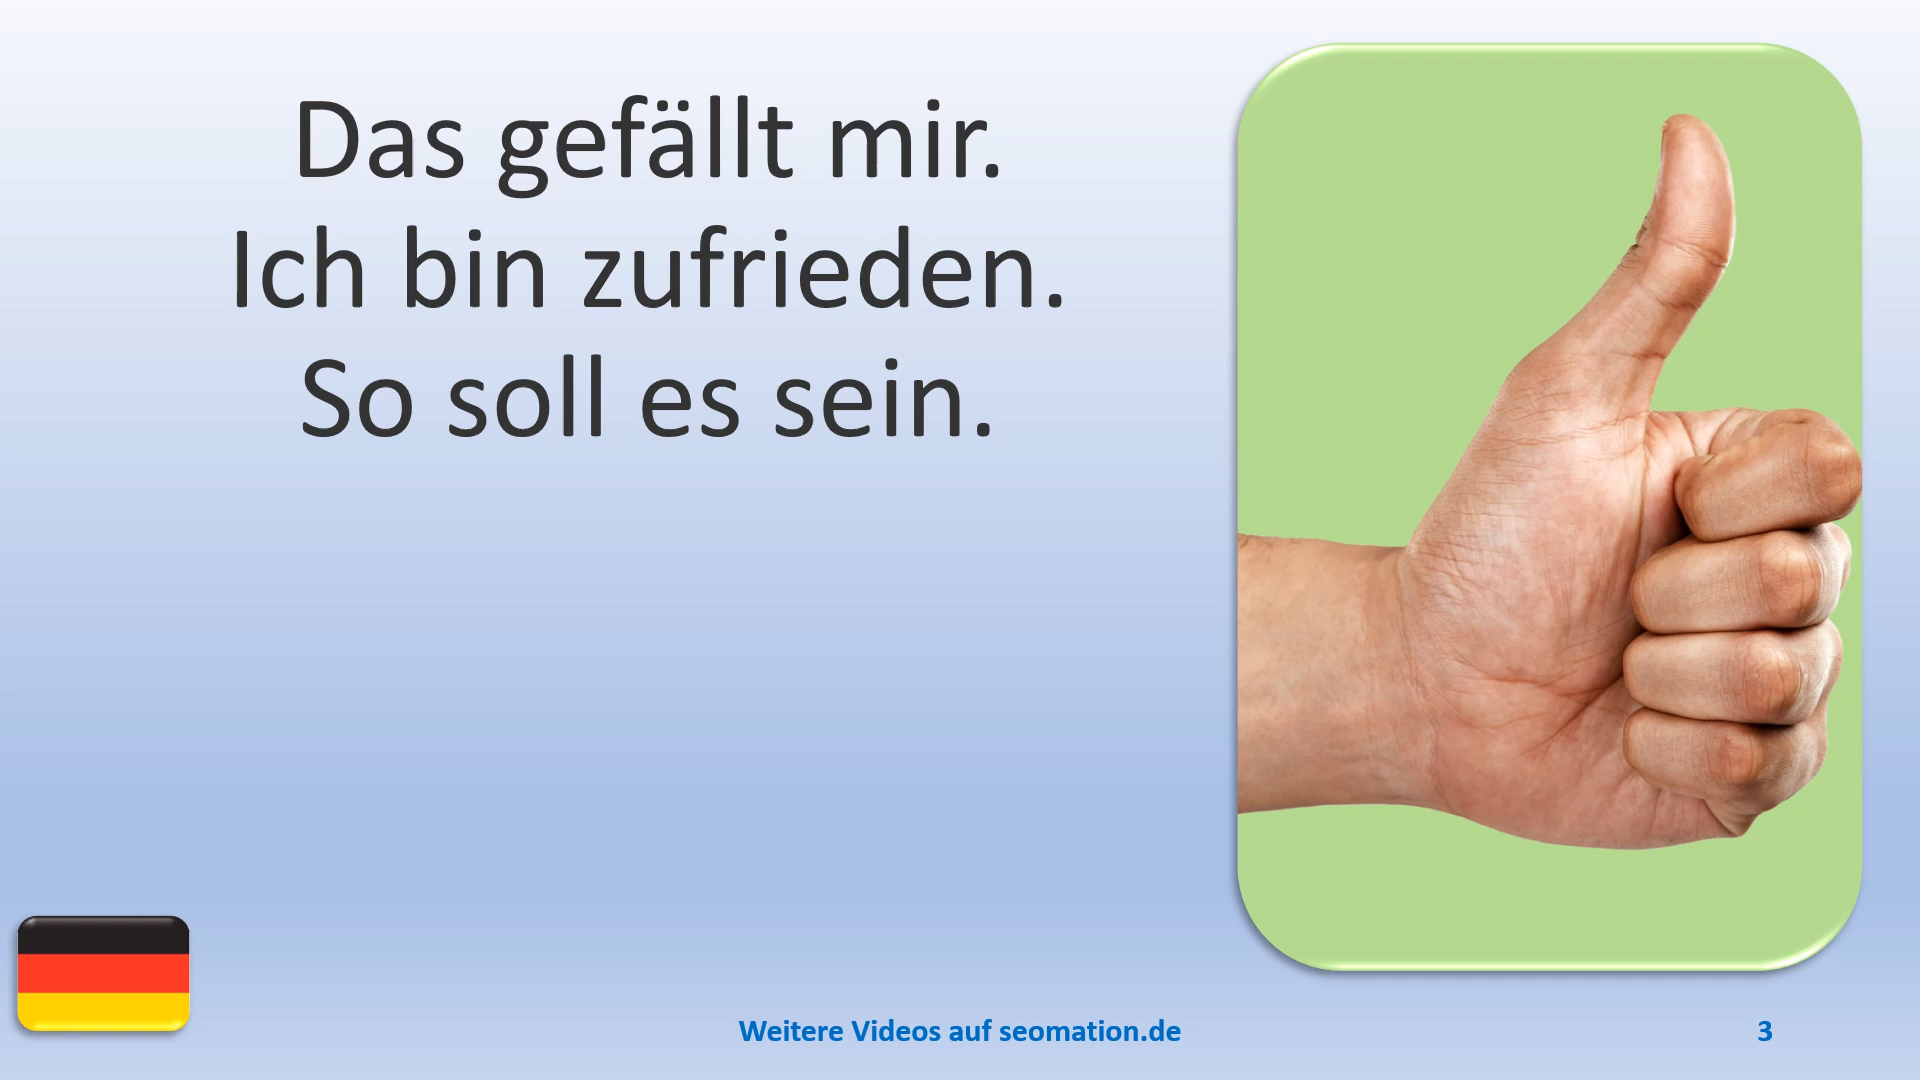 Das gefällt mir.
Ich bin zufrieden.
So soll es sein.
Weitere Videos auf seomation.de
3